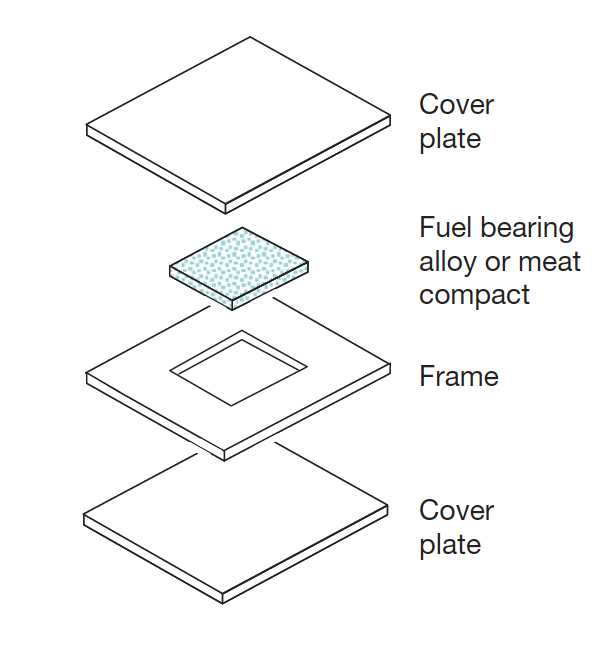 Cover
plate
Fuel bearing
alloy or meat
compact
Frame
Cover
plate